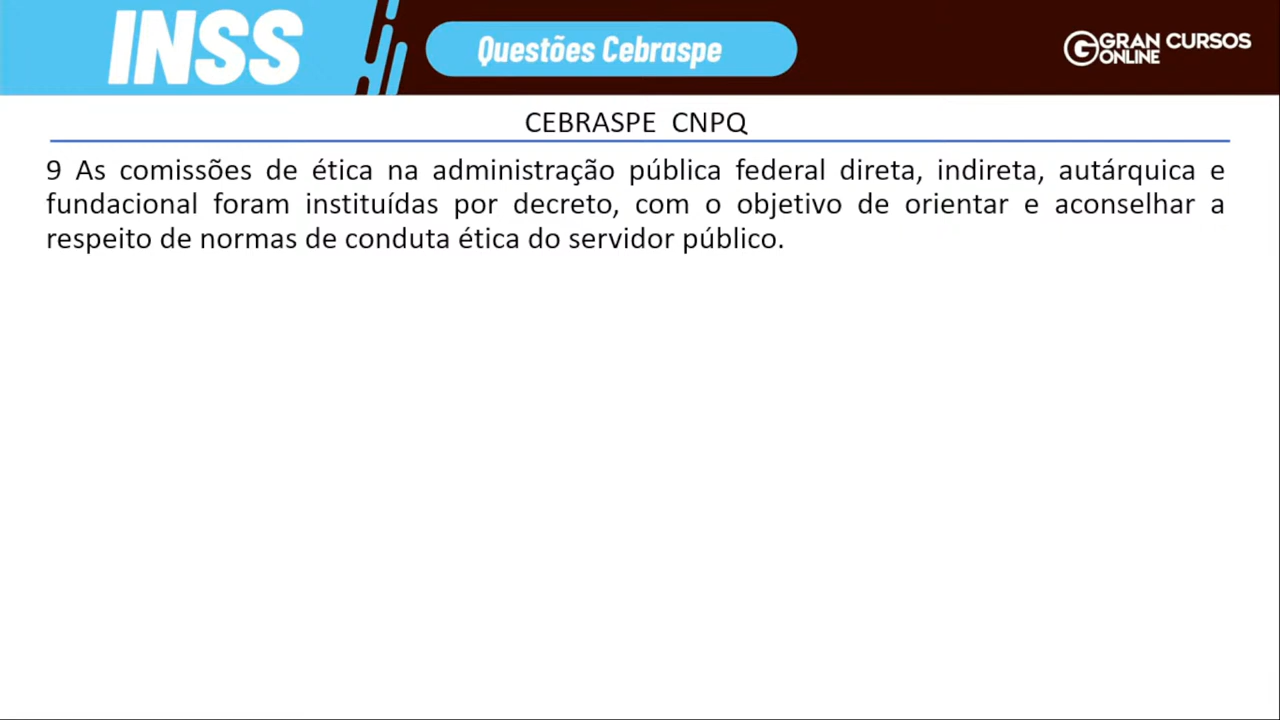 INSS
Questões Cebraspe
GRAN CURSOS
ONLINE
CEBRASPE CNPQ
9 As comissões de ética na administração pública federal direta, indireta, autárquica e
fundacional foram instituídas por decreto, com o objetivo de orientar e aconselhar a
respeito de normas de conduta ética do servidor público.